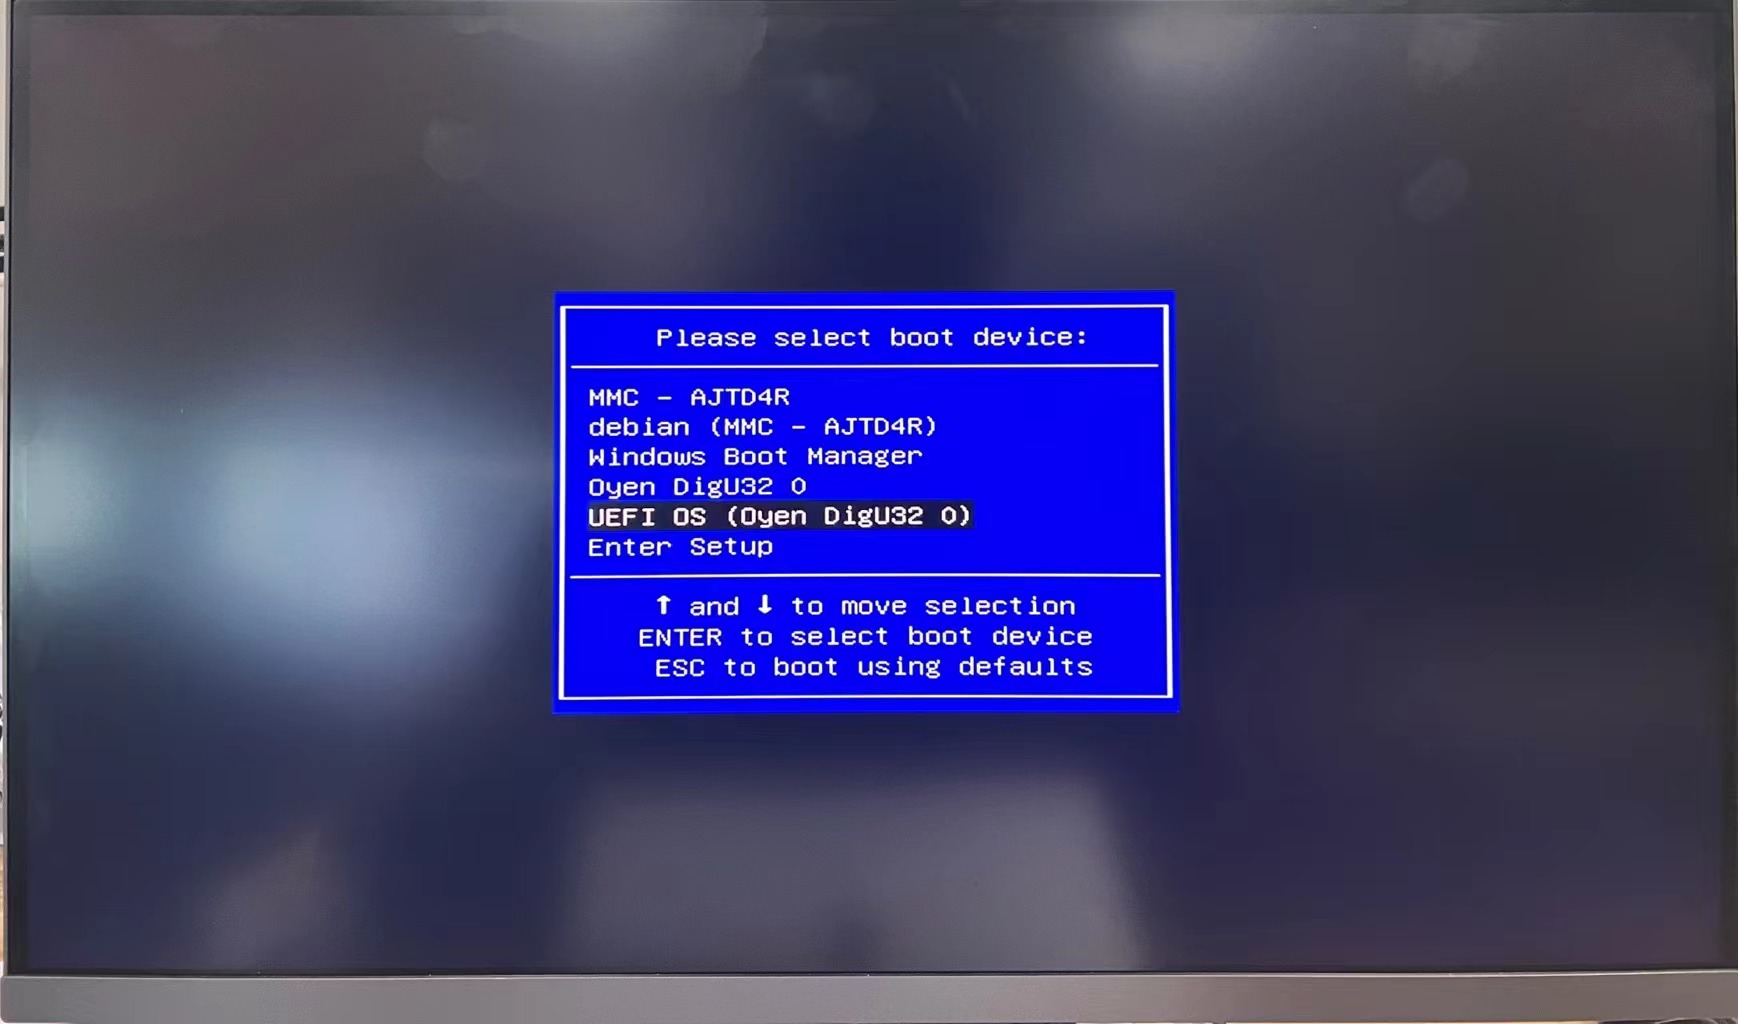 Please select boot device:
MMC - AJTD4R
debian (MMC - AJTD4R)
Windows Boot Manager
Oyen DigU32 0
UEFI OS (Oyen DigU32 0)
Enter Setup
↑ and ↓ to move selection
ENTER to select boot device
ESC to boot using defaults